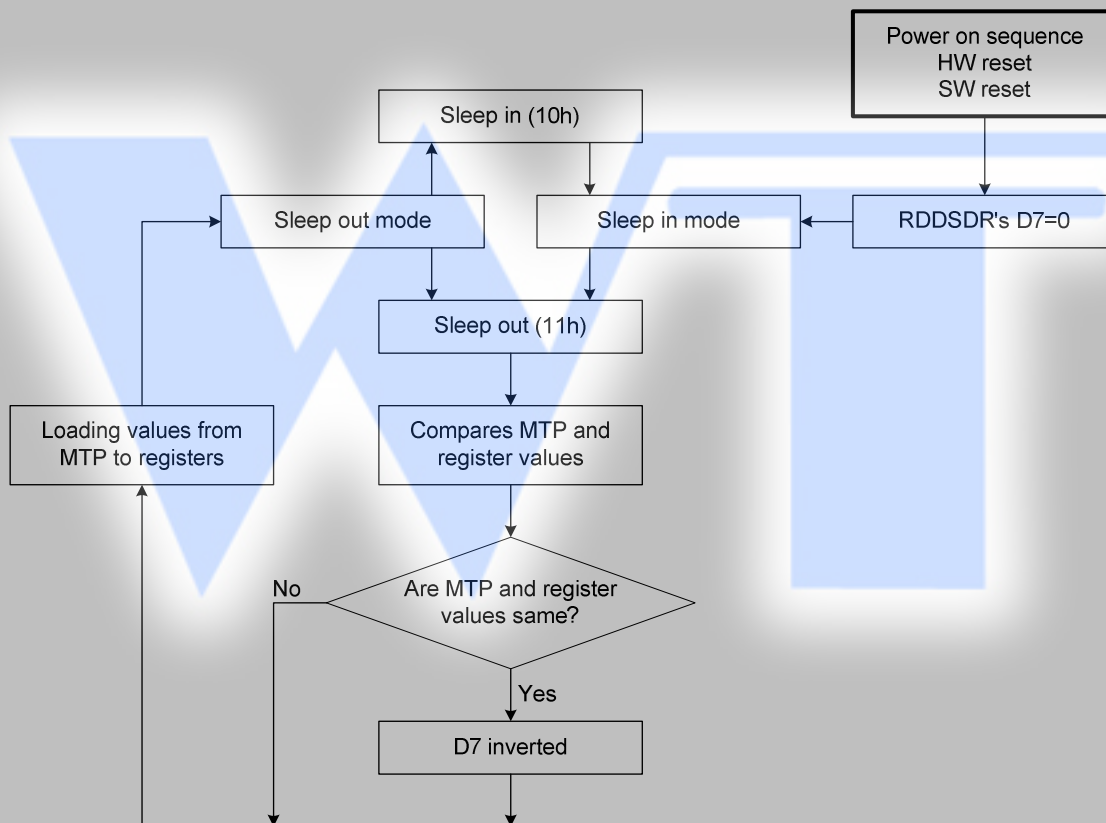 Power on sequence
HW reset
SW reset
Sleep in (10h)
Sleep out mode
Sleep in mode
RDDSDR's D7=0
Sleep out (11h)
Loading values from
MTP to registers
Compares MTP and
register values
No
Are MTP and register
values same?
Yes
D7 inverted
WT